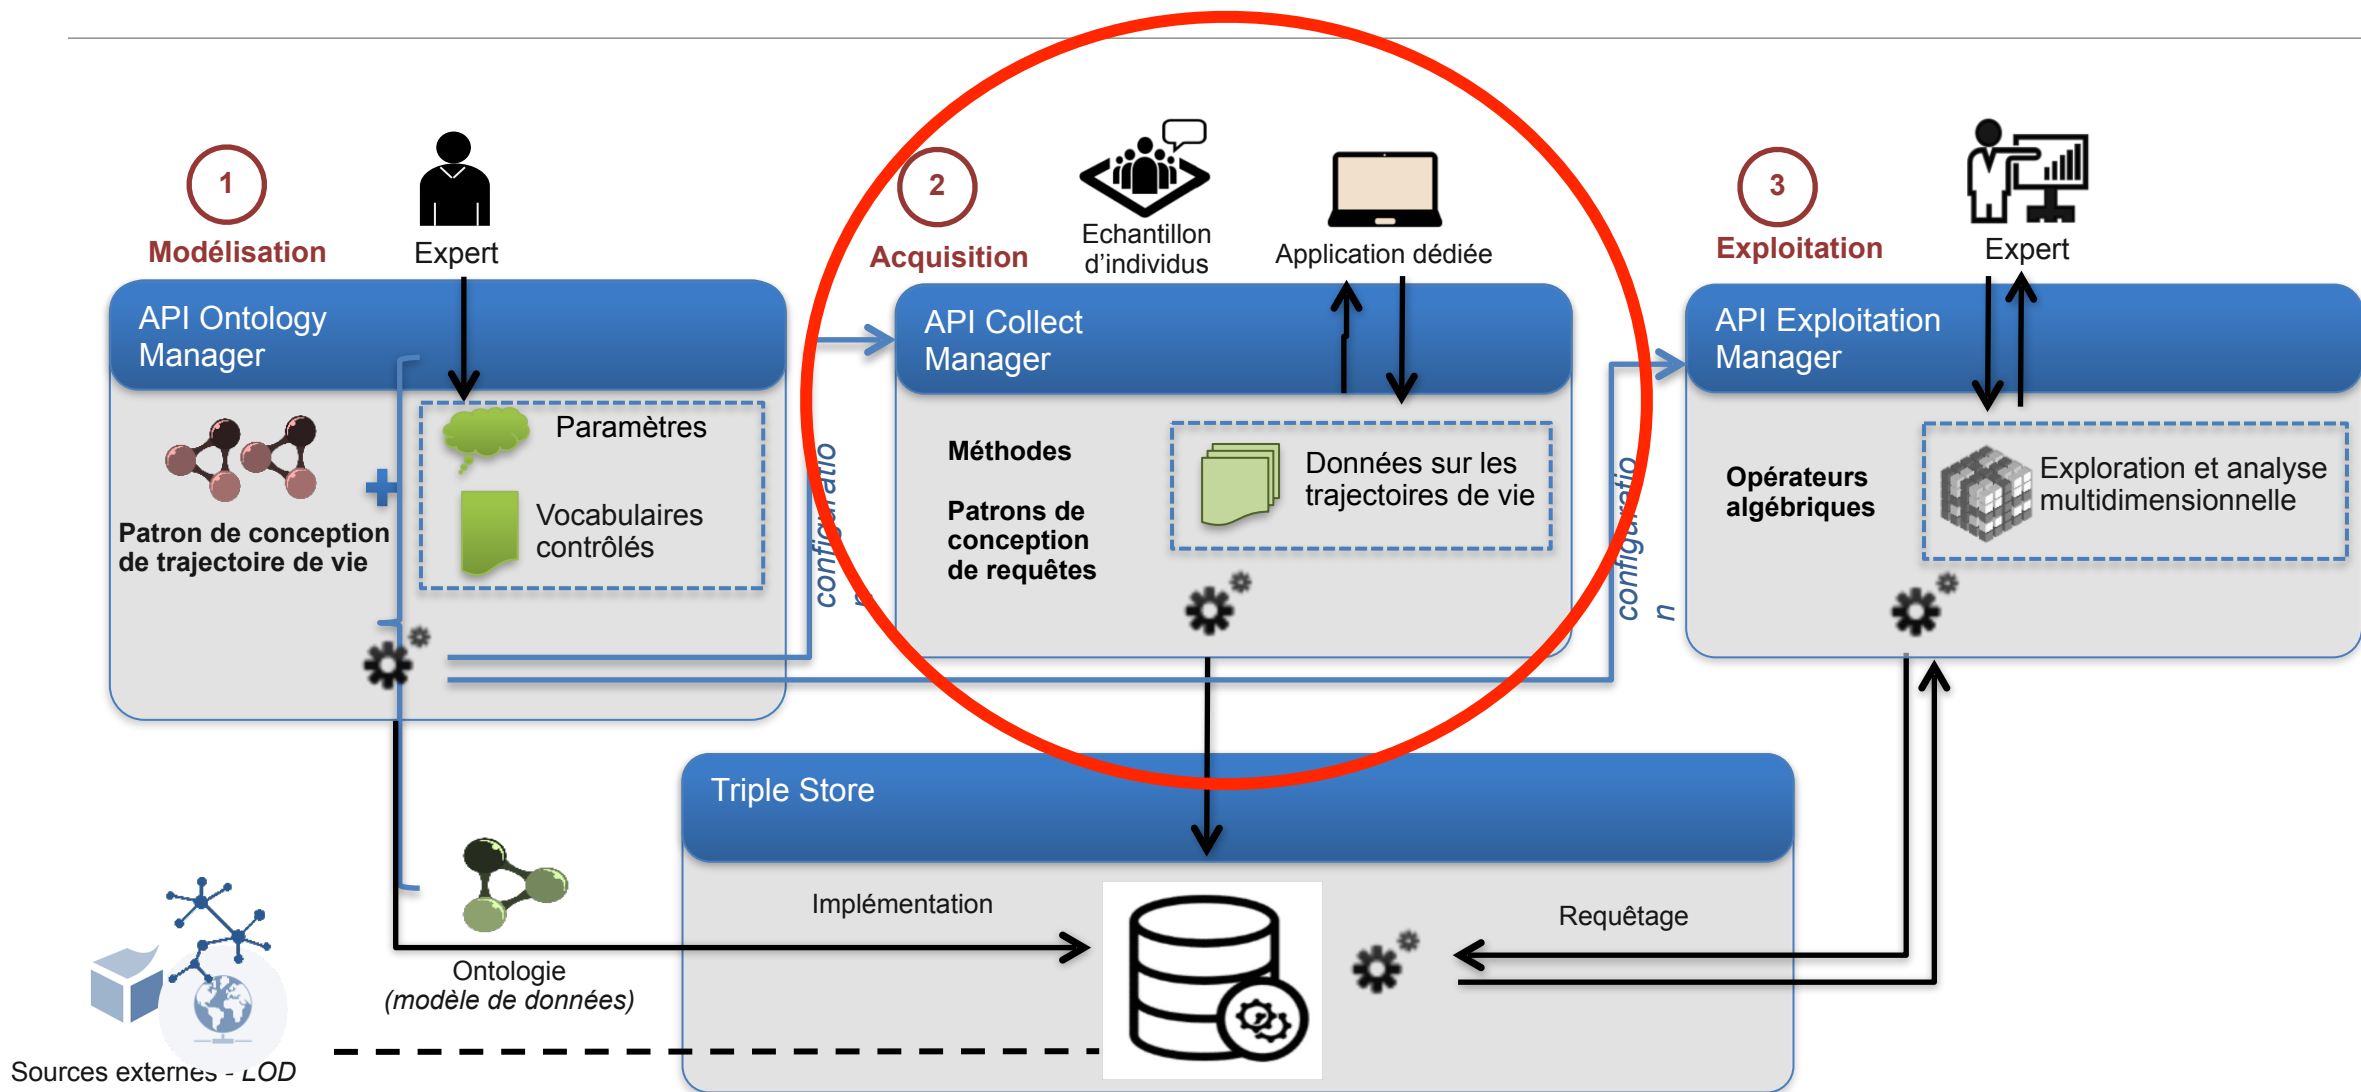 1
Modélisation
Expert
API Ontology
Manager
Paramètres
Vocabulaires
contrôlés
Patron de conception
de trajectoire de vie
configuratio
n
2
Acquisition
Echantillon
d'individus
Application dédiée
API Collect
Manager
Méthodes
Patrons de
conception
de requêtes
Données sur les
trajectoires de vie
configuratio
n
3
Exploitation
Expert
API Exploitation
Manager
Opérateurs
algébriques
Exploration et analyse
multidimensionnelle
Triple Store
Implémentation
Requêtage
Ontologie
(modèle de données)
Sources externes - LOD